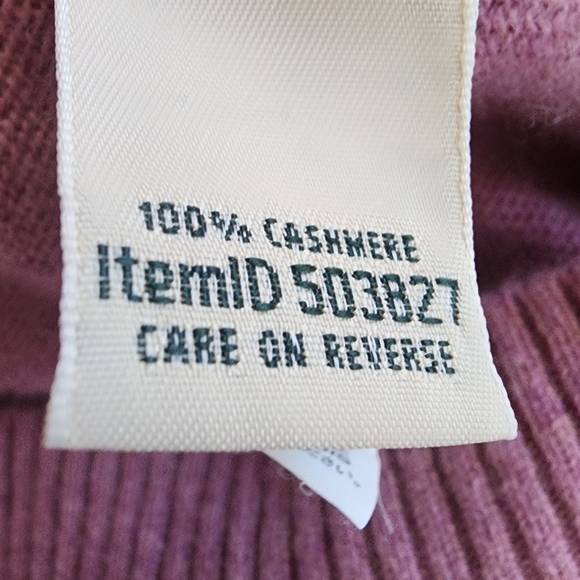 100% CASHMERE
ItemID 503827
CARE ON REVERSE